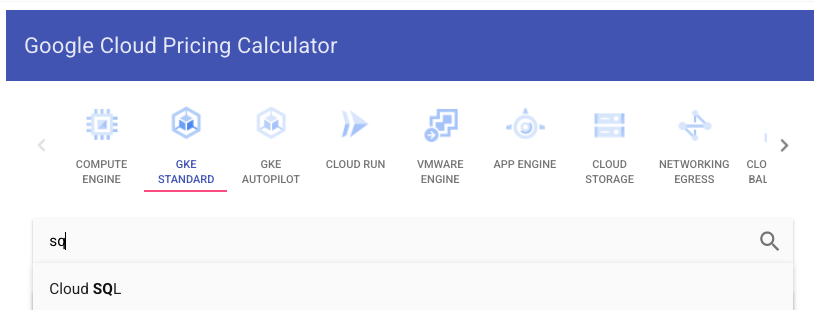 Google Cloud Pricing Calculator
COMPUTE ENGINE
GKE STANDARD
GKE AUTOPILOT
CLOUD RUN
VMWARE ENGINE
APP ENGINE
CLOUD STORAGE
NETWORKING EGRESS
CLO
BAL
sq
Cloud SQL